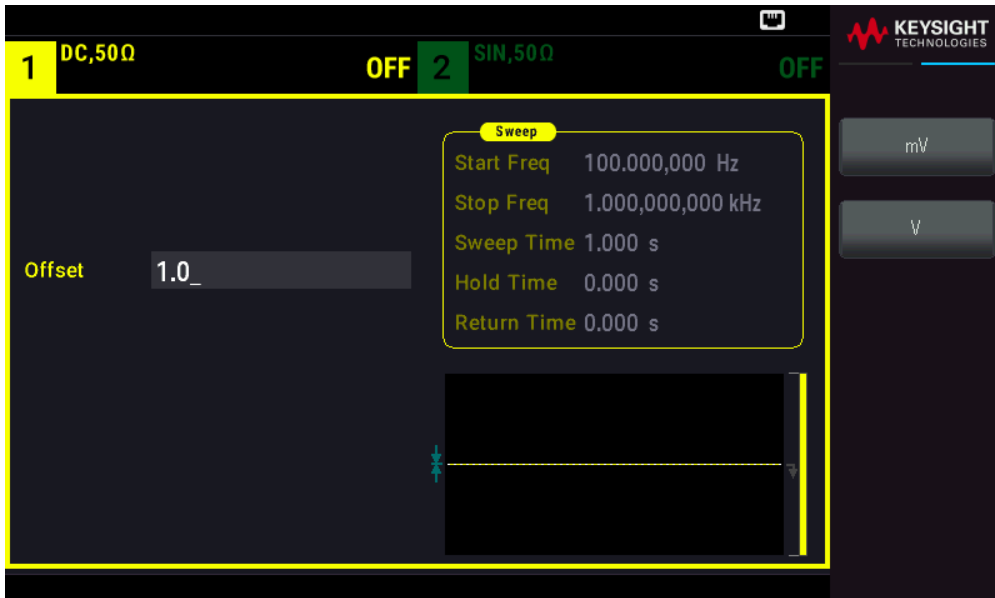 KEYSIGHT
TECHNOLOGIES
1
DC,50Ω
OFF
2
SIN,50Ω
OFF
Sweep
Start Freq 100.000,000 Hz
Stop Freq 1.000,000,000 kHz
Sweep Time 1.000 s
Hold Time 0.000 s
Return Time 0.000 s
Offset 1.0_
mV
V